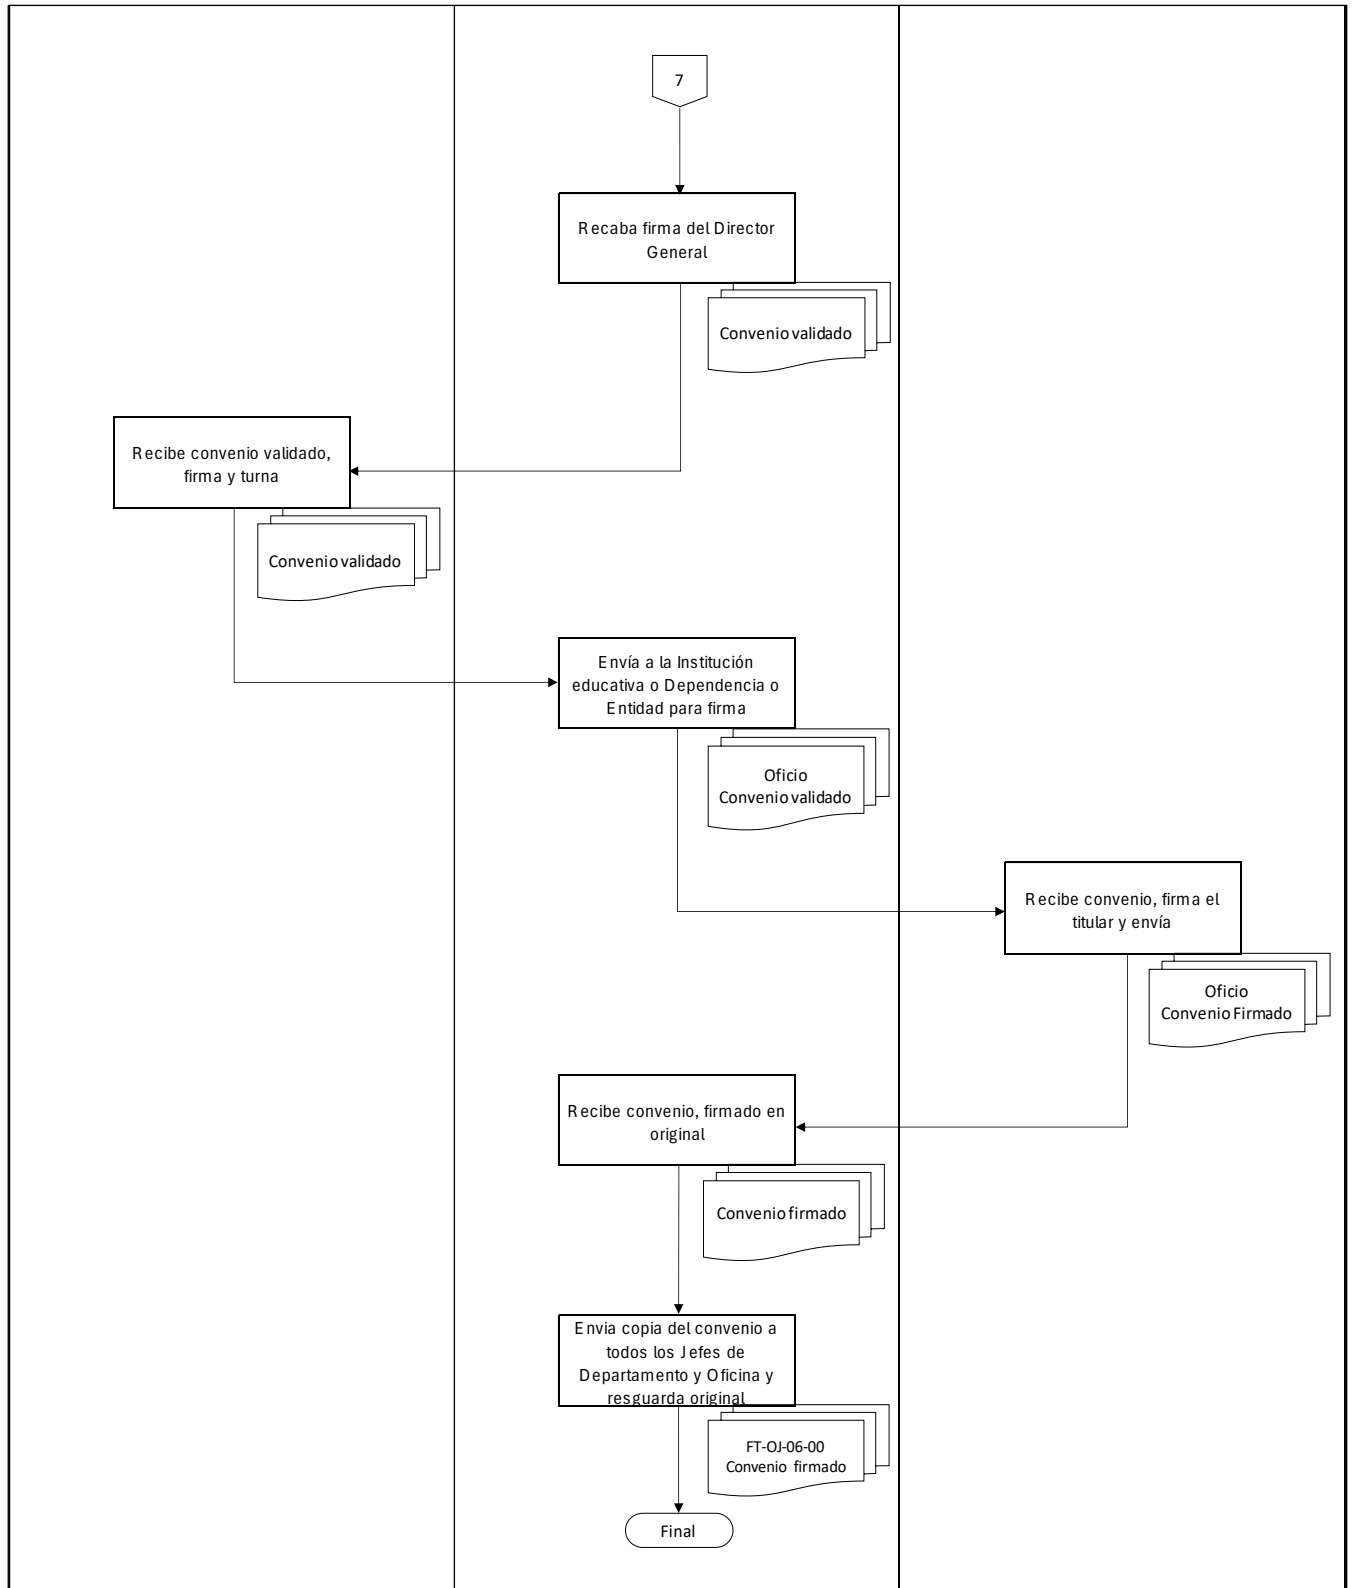 7
Recaba firma del Director
General
Convenio validado
Recibe convenio validado,
firma y turna
Convenio validado
Envía a la Institución
educativa o Dependencia o
Entidad para firma
Oficio
Convenio validado
Recibe convenio, firma el
titular y envía
Oficio
Convenio Firmado
Recibe convenio, firmado en
original
Convenio firmado
Envia copia del convenio a
todos los Jefes de
Departamento y Oficina y
resguarda original
FT-OJ-06-00
Convenio firmado
Final